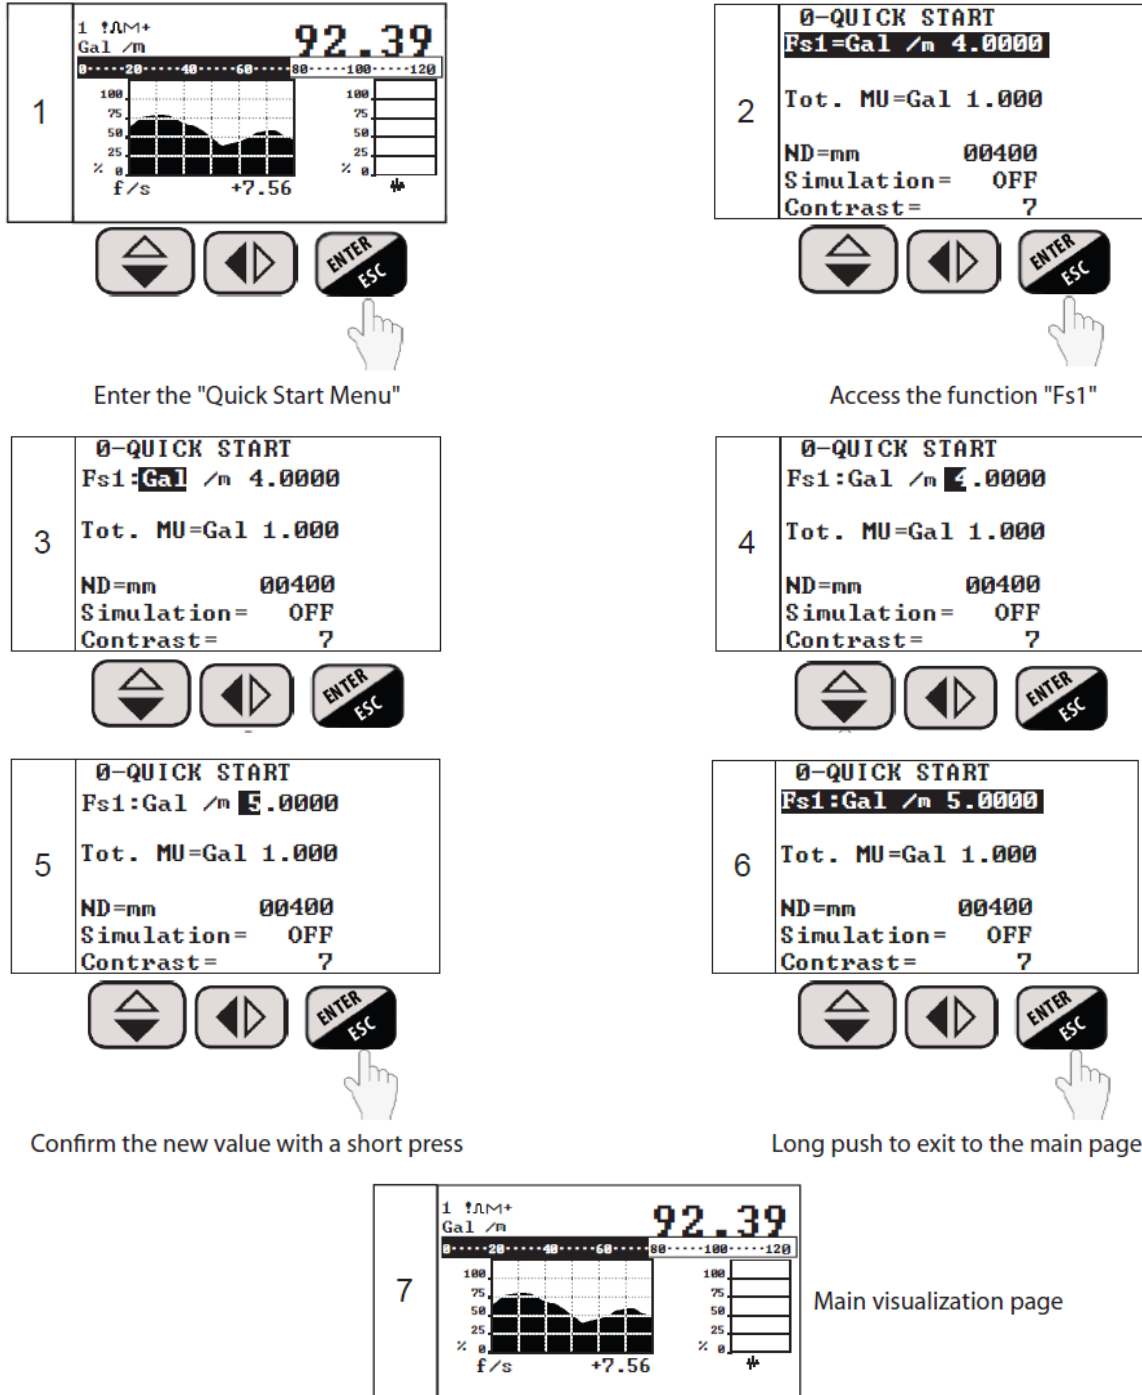 1
1 M+
Gal /m
92.39
0·····20·····40·····60·····80·····100·····120
100
75
50
25
% 0
100
75
50
25
% 0
f/s +7.56
ENTER
ESC
Enter the "Quick Start Menu"
2
0-QUICK START
Fs1=Gal /m 4.0000
Tot. MU=Gal 1.000
ND=mm 00400
Simulation= OFF
Contrast= 7
ENTER
ESC
Access the function "Fs1"
3
0-QUICK START
Fs1:Gal /m 4.0000
Tot. MU=Gal 1.000
ND=mm 00400
Simulation= OFF
Contrast= 7
ENTER
ESC
4
0-QUICK START
Fs1:Gal /m 4.0000
Tot. MU=Gal 1.000
ND=mm 00400
Simulation= OFF
Contrast= 7
ENTER
ESC
5
0-QUICK START
Fs1:Gal /m 5.0000
Tot. MU=Gal 1.000
ND=mm 00400
Simulation= OFF
Contrast= 7
ENTER
ESC
Confirm the new value with a short press
6
0-QUICK START
Fs1:Gal /m 5.0000
Tot. MU=Gal 1.000
ND=mm 00400
Simulation= OFF
Contrast= 7
ENTER
ESC
Long push to exit to the main page
7
1 M+
Gal /m
92.39
0·····20·····40·····60·····80·····100·····120
100
75
50
25
% 0
100
75
50
25
% 0
f/s +7.56
Main visualization page